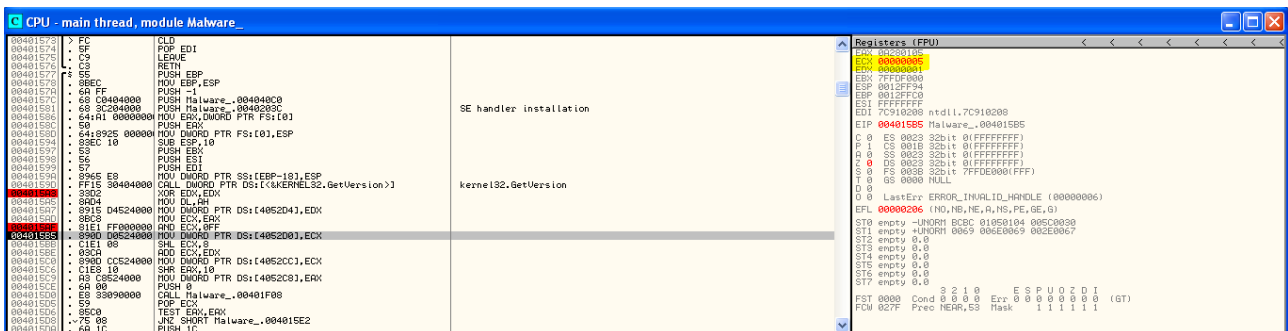 C CPU - main thread, module Malware_
00401573 > FC CLD
00401574 . 5F POP EDI
00401575 . C9 LEAVE
00401576 . C3 RETN
00401577 $ 55 PUSH EBP
00401578 . 8BEC MOV EBP,ESP
0040157A . 6A FF PUSH -1
0040157C . 68 C0404000 PUSH Malware_.004040C0
00401581 . 68 3C204000 PUSH Malware_.0040203C SE handler installation
00401586 . 64:A1 0000000 MOV EAX,DWORD PTR FS:[0]
0040158C . 50 PUSH EAX
0040158D . 64:8925 00000 MOV DWORD PTR FS:[0],ESP
00401594 . 83EC 10 SUB ESP,10
00401597 . 53 PUSH EBX
00401598 . 56 PUSH ESI
00401599 . 57 PUSH EDI
0040159A . 8965 E8 MOV DWORD PTR SS:[EBP-18],ESP
0040159D . FF15 30404000 CALL DWORD PTR DS:[<&KERNEL32.GetVersion>] kernel32.GetVersion
004015A3 . 33D2 XOR EDX,EDX
004015A5 . 8AD4 MOV DL,AH
004015A7 . 8915 D4524000 MOV DWORD PTR DS:[4052D4],EDX
004015AD . 8BC8 MOV ECX,EAX
004015AF . 81E1 FF000000 AND ECX,0FF
004015B5 . 890D D0524000 MOV DWORD PTR DS:[4052D0],ECX
004015BB . C1E1 08 SHL ECX,8
004015BE . 03CA ADD ECX,EDX
004015C0 . 890D CC524000 MOV DWORD PTR DS:[4052CC],ECX
004015C6 . C1E8 10 SHR EAX,10
004015C9 . A3 C8524000 MOV DWORD PTR DS:[4052C8],EAX
004015CE . 6A 00 PUSH 0
004015D0 . E8 33090000 CALL Malware_.00401F08
004015D5 . 59 POP ECX
004015D6 . 85C0 TEST EAX,EAX
004015D8 . 75 08 JNZ SHORT Malware_.004015E2
004015DA . 6A 1C PUSH 1C
Registers (FPU) < < < < < < < <
EAX 0A280105
ECX 00000005
EDX 00000001
EBX 7FFDF000
ESP 0012FF94
EBP 0012FFC0
ESI FFFFFFFF
EDI 7C910208 ntdll.7C910208
EIP 004015B5 Malware_.004015B5
C 0 ES 0023 32bit 0(FFFFFFFF)
P 1 CS 001B 32bit 0(FFFFFFFF)
A 0 SS 0023 32bit 0(FFFFFFFF)
Z 0 DS 0023 32bit 0(FFFFFFFF)
S 0 FS 003B 32bit 7FFDE000(FFF)
T 0 GS 0000 NULL
D 0
O 0 LastErr ERROR_INVALID_HANDLE (00000006)
EFL 00000206 (NO,NB,NE,A,NS,PE,GE,G)
ST0 empty -UNORM BCBC 01050104 005C0030
ST1 empty +UNORM 0069 006E0069 002E0067
ST2 empty 0.0
ST3 empty 0.0
ST4 empty 0.0
ST5 empty 0.0
ST6 empty 0.0
ST7 empty 0.0
3 2 1 0 E S P U O Z D I
FST 0000 Cond 0 0 0 0 Err 0 0 0 0 0 0 0 0 (GT)
FCW 027F Prec NEAR,53 Mask 1 1 1 1 1 1